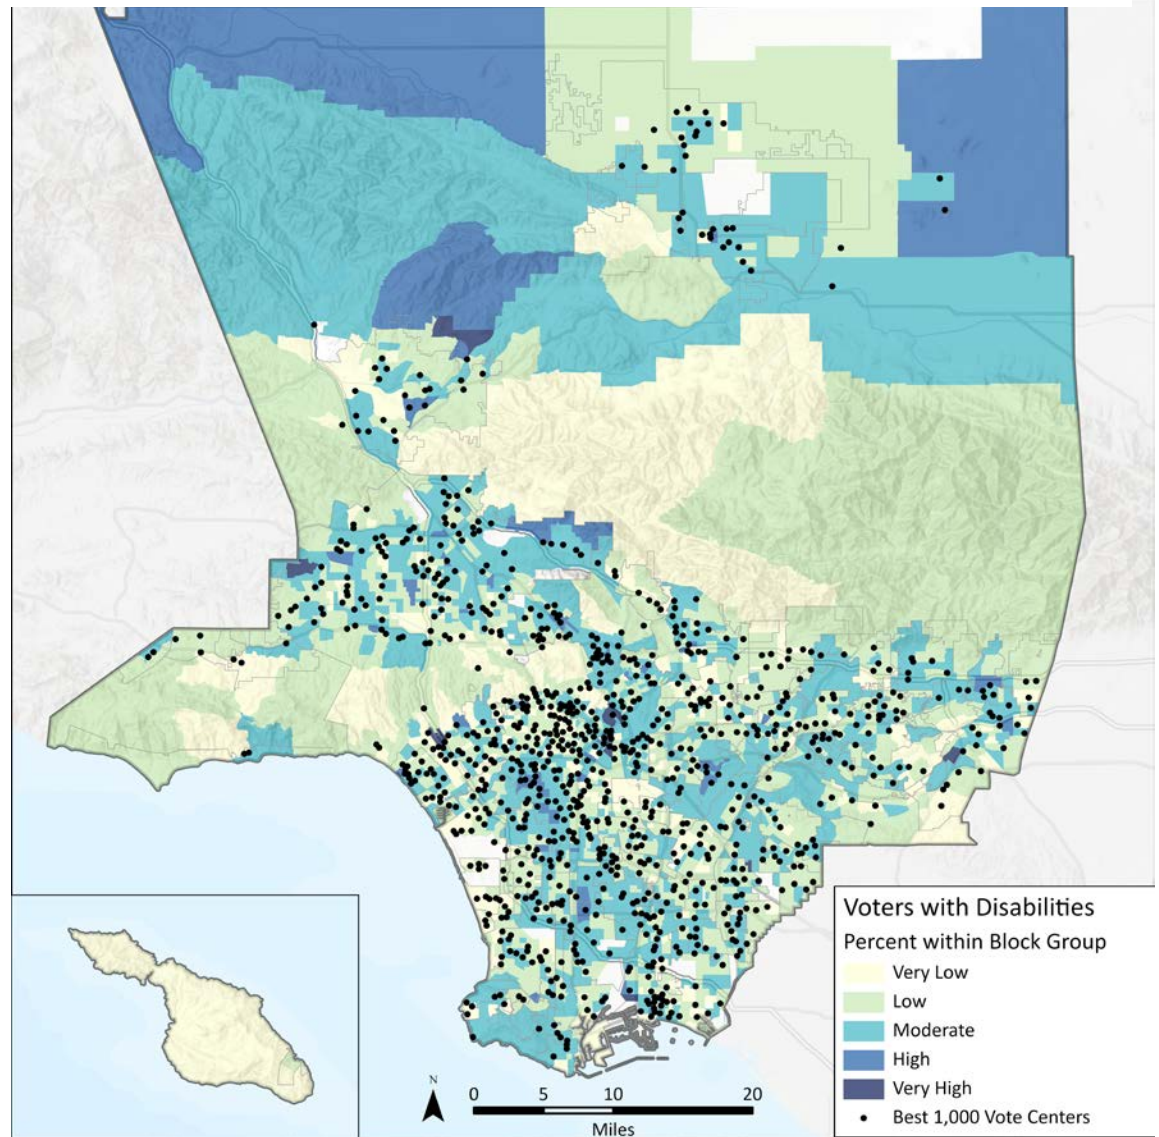 Voters with Disabilities
Percent within Block Group
Very Low
Low
Moderate
High
Very High
Best 1,000 Vote Centers
N
0 5 10 20
Miles